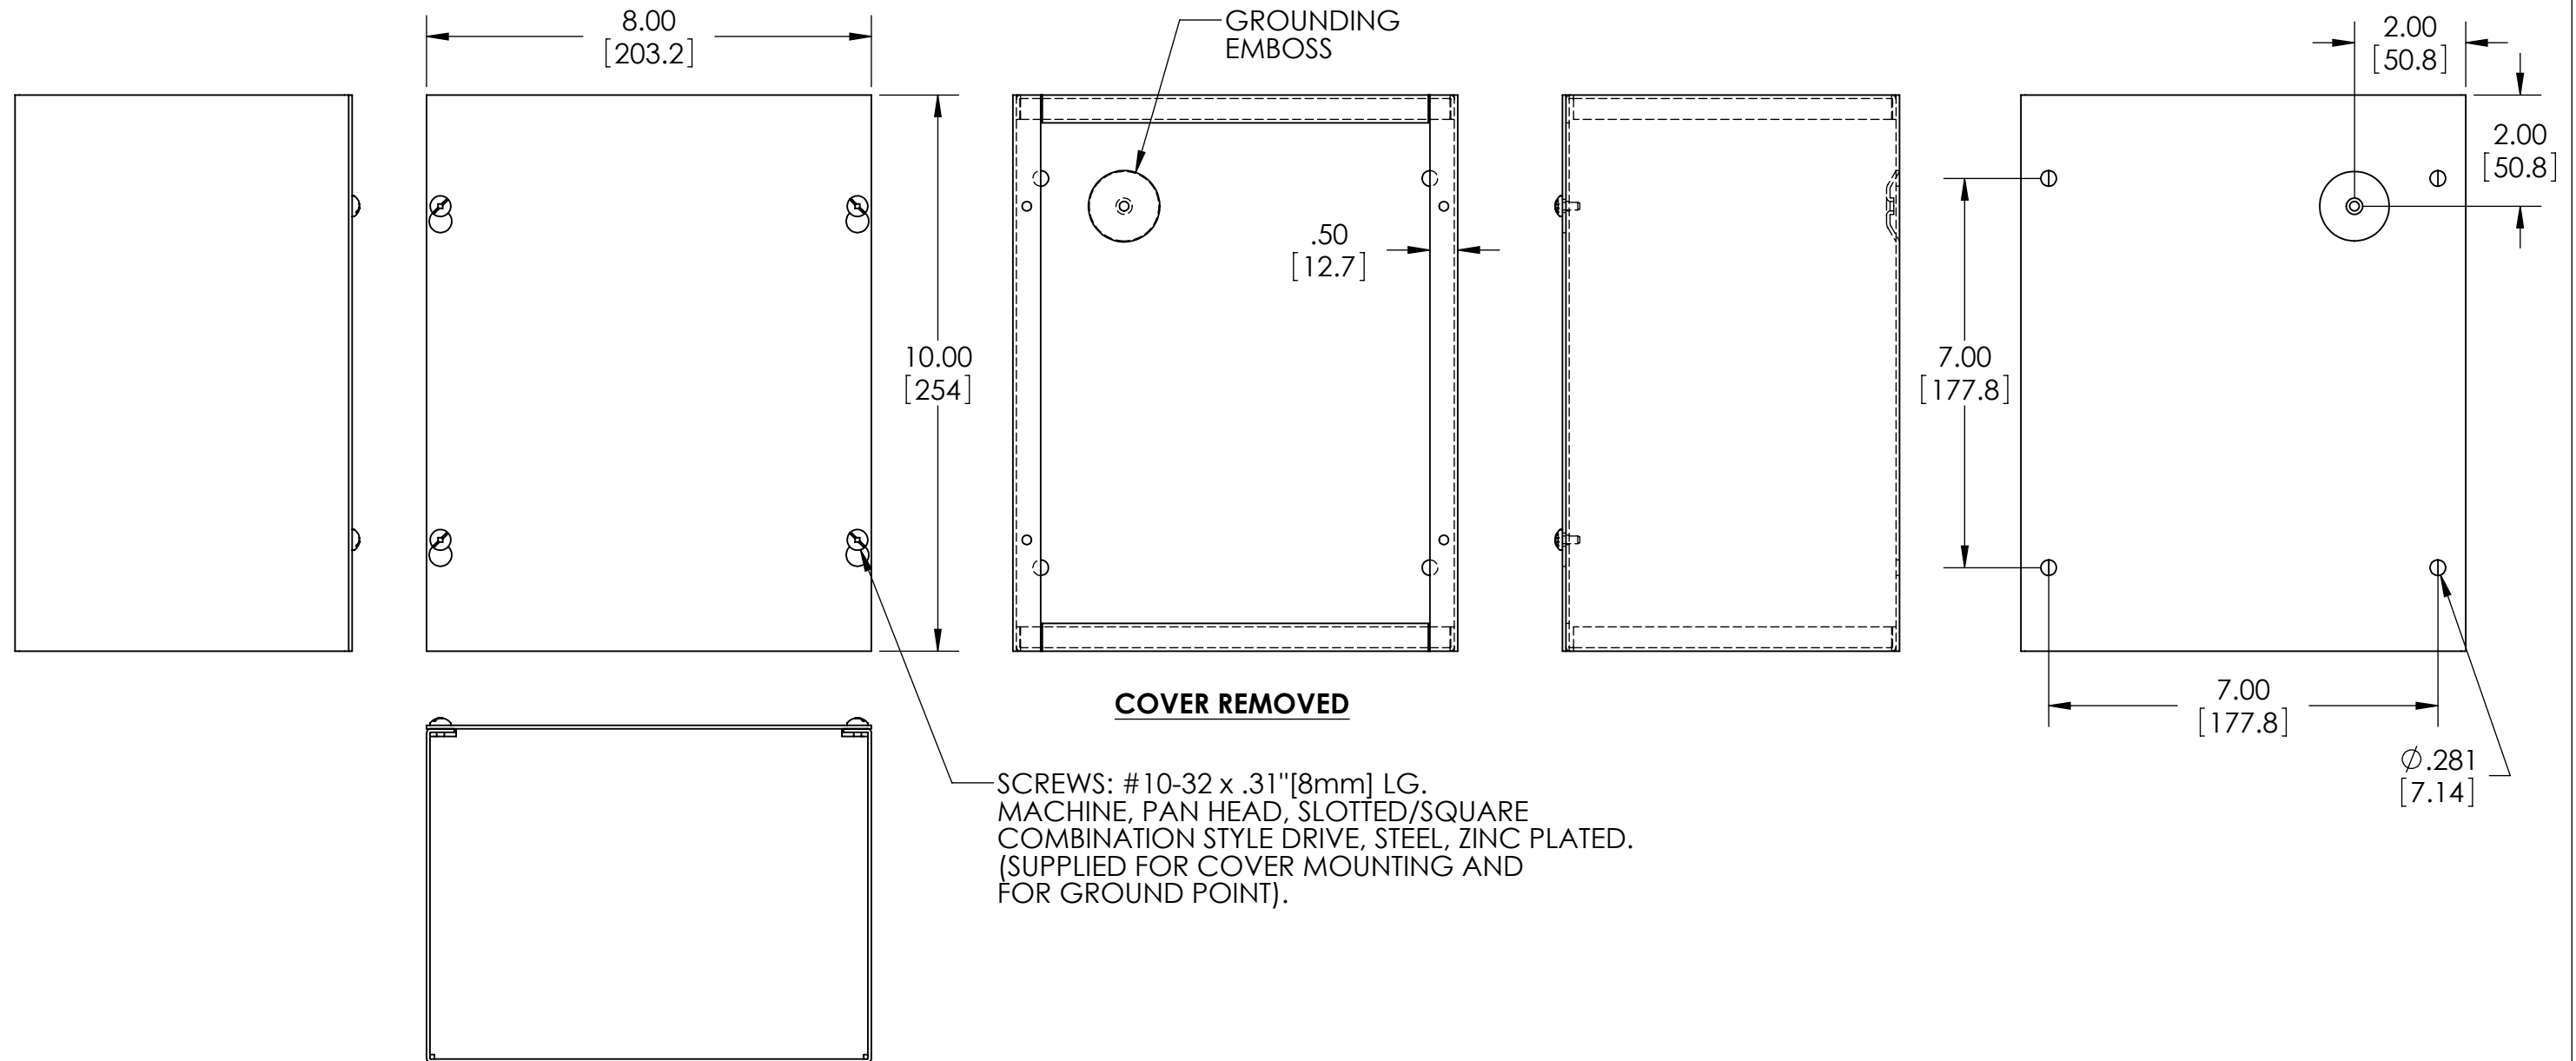 8.00
[203.2]
GROUNDING
EMBOSS
2.00
[50.8]
2.00
[50.8]
.50
[12.7]
10.00
[254]
7.00
[177.8]
COVER REMOVED
7.00
[177.8]
Ø.281
[7.14]
SCREWS: #10-32 x .31"[8mm] LG.
MACHINE, PAN HEAD, SLOTTED/SQUARE
COMBINATION STYLE DRIVE, STEEL, ZINC PLATED.
(SUPPLIED FOR COVER MOUNTING AND
FOR GROUND POINT).